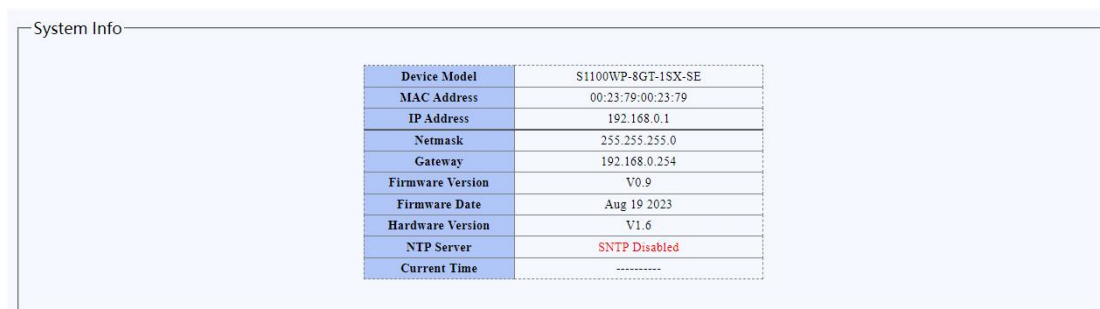 System Info
Device Model S1100WP-8GT-1SX-SE
MAC Address 00:23:79:00:23:79
IP Address 192.168.0.1
Netmask 255.255.255.0
Gateway 192.168.0.254
Firmware Version V0.9
Firmware Date Aug 19 2023
Hardware Version V1.6
NTP Server SNTP Disabled
Current Time ----------